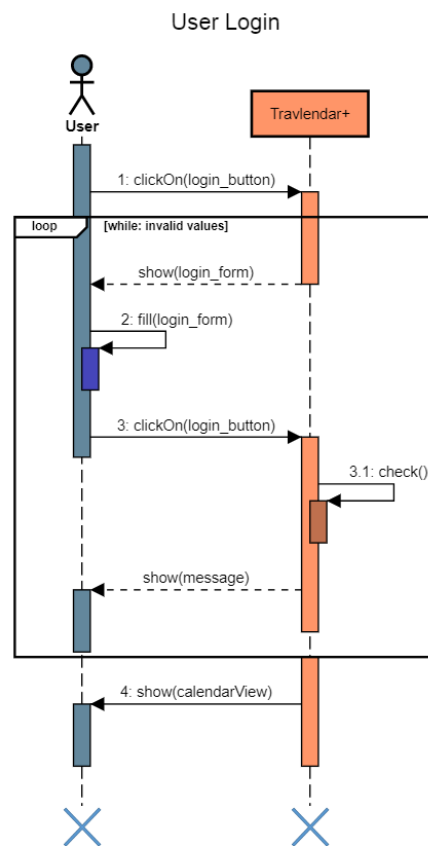 User Login
User
Travlendar+
1: clickOn(login_button)
loop
[while: invalid values]
show(login_form)
2: fill(login_form)
3: clickOn(login_button)
3.1: check()
show(message)
4: show(calendarView)